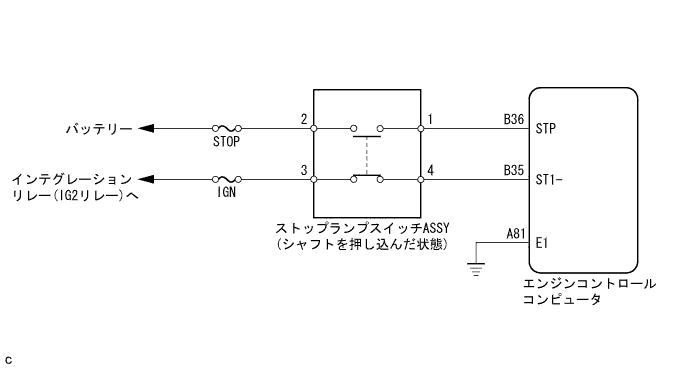 バッテリー
STOP
2
1
B36
STP
インテグレーション
リレー(IG2リレー)へ
IGN
3
4
B35
ST1-
A81
E1
ストップランプスイッチASSY
(シャフトを押し込んだ状態)
エンジンコントロール
コンピュータ
c